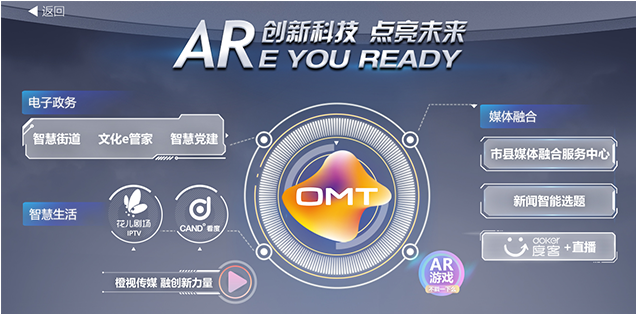 返回
AR 创新科技 点亮未来
E YOU READY
电子政务
智慧街道 文化e管家 智慧党建
智慧生活
花儿剧场
IPTV
CAND+看度
橙视传媒 融创新力量
OMT
AR
游戏
媒体融合
市县媒体融合服务中心
新闻智能选题
ooker
度客 +直播